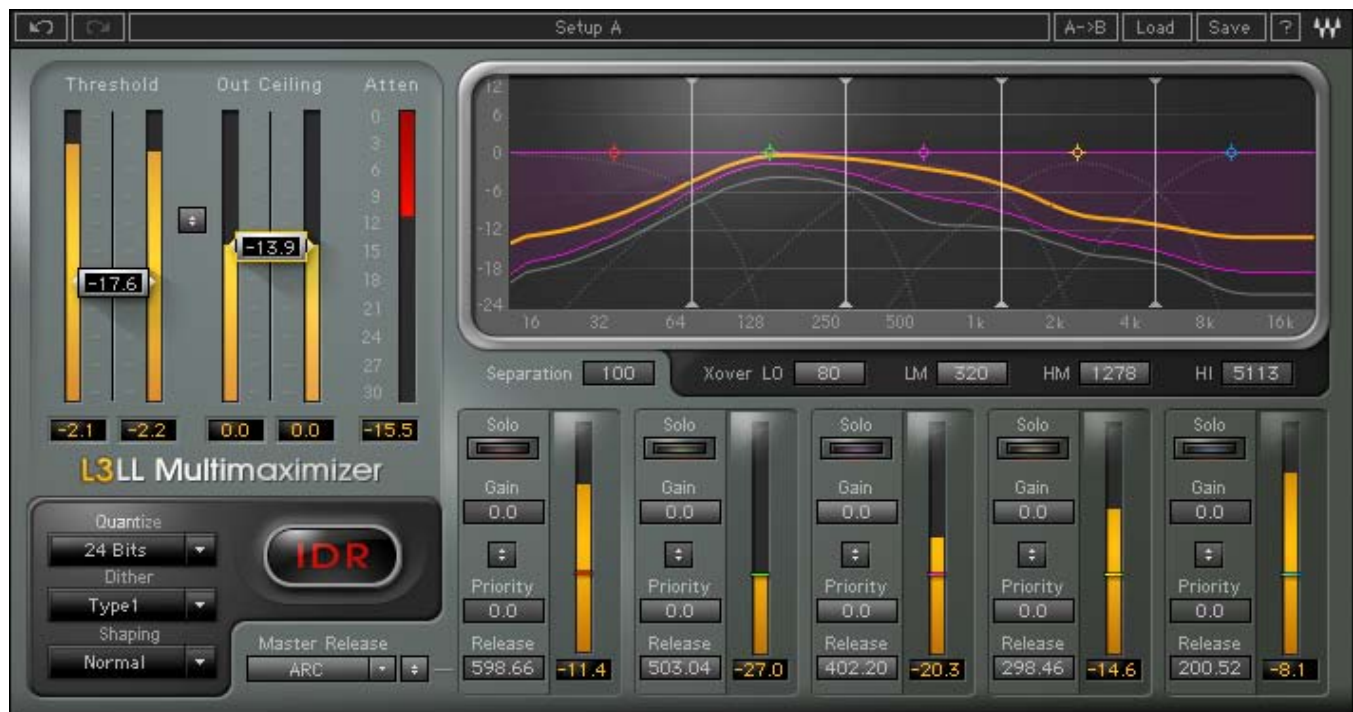 Setup A
A->B Load Save ?
Threshold Out Ceiling Atten
0
3
6
9
12
15
18
21
24
27
30
-17.6
-13.9
-2.1 -2.2 0.0 0.0 -15.5
L3LL Multimaximizer
12
6
0
-6
-12
-18
-24
16 32 64 128 250 500 1k 2k 4k 8k 16k
Separation 100 Xover LO 80 LM 320 HM 1278 HI 5113
Quantize
24 Bits
Dither
Type1
Shaping
Normal
IDR
Master Release
ARC
Solo Solo Solo Solo Solo
Gain Gain Gain Gain Gain
0.0 0.0 0.0 0.0 0.0
Priority Priority Priority Priority Priority
0.0 0.0 0.0 0.0 0.0
Release Release Release Release Release
598.66 -11.4 503.04 -27.0 402.20 -20.3 298.46 -14.6 200.52 -8.1